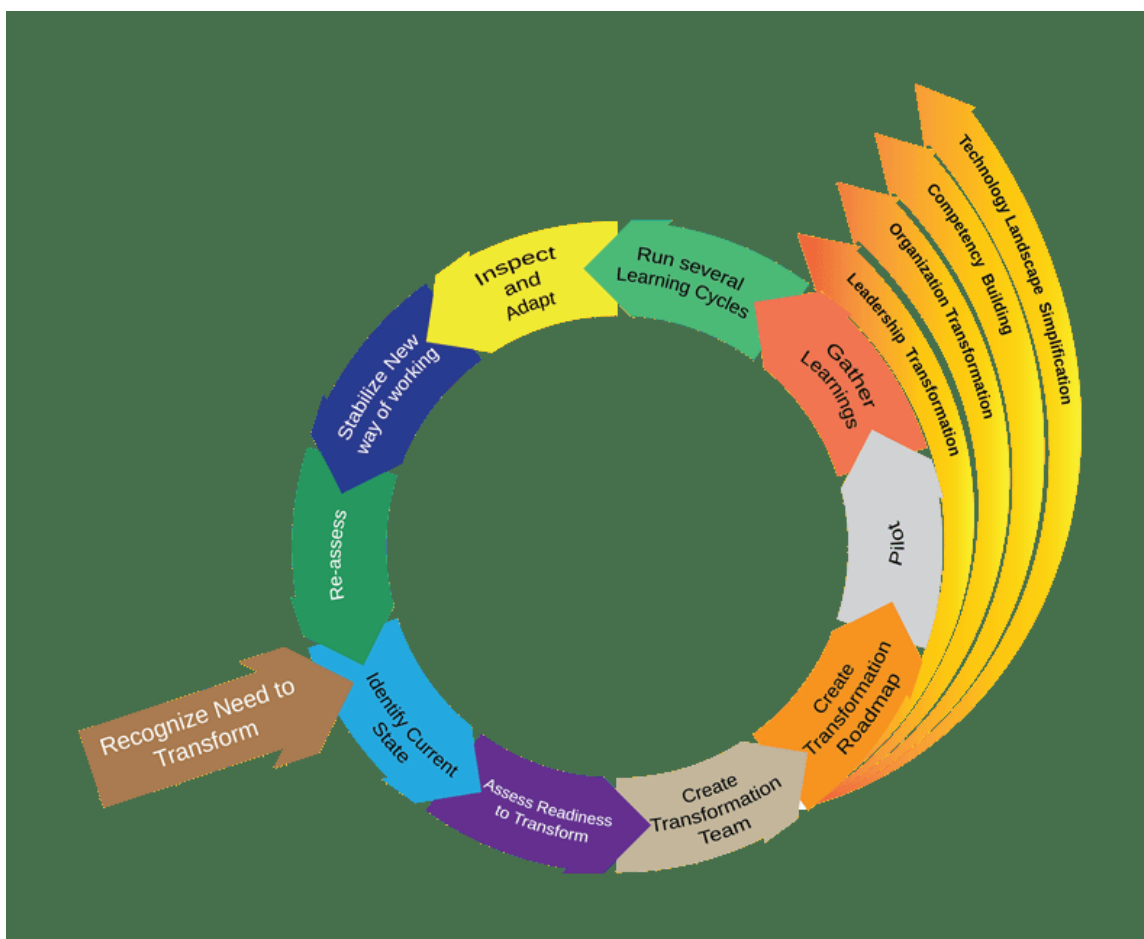 Recognize Need to
Transform
Identify Current
State
Assess Readiness
to Transform
Create
Transformation
Team
Create
Transformation
Roadmap
Pilot
Gather
Learnings
Run several
Learning Cycles
Inspect
and
Adapt
Stabilize New
way of working
Re-assess
Leadership Transformation
Organization Transformation
Competency Building
Technology Landscape Simplification